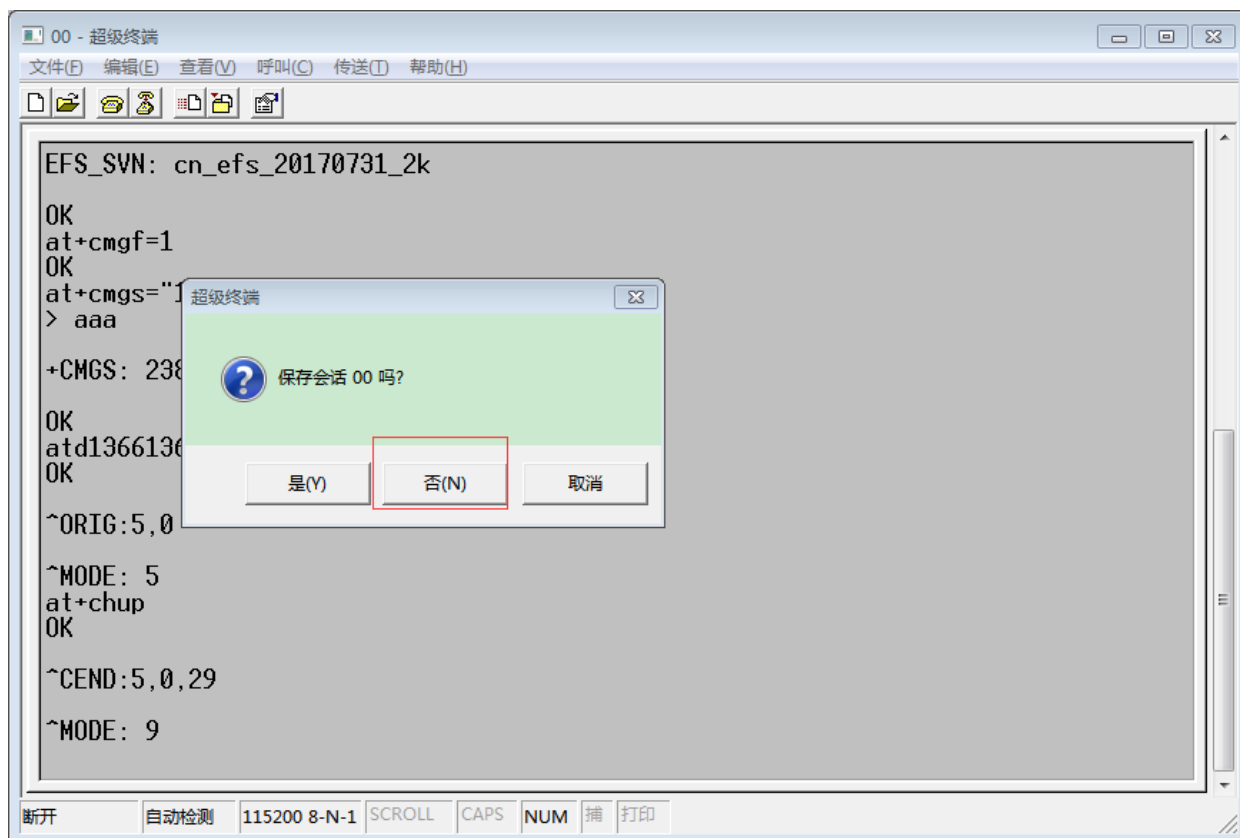 00 - 超级终端
文件(F) 编辑(E) 查看(V) 呼叫(C) 传送(T) 帮助(H)
EFS_SVN: cn_efs_20170731_2k
OK
at+cmgf=1
OK
at+cmgs="1
> aaa
+CMGS: 238
OK
atd1366136
OK
^ORIG:5,0
^MODE: 5
at+chup
OK
^CEND:5,0,29
^MODE: 9
超级终端
保存会话 00 吗?
是(Y) 否(N) 取消
断开 自动检测 115200 8-N-1 SCROLL CAPS NUM 捕 打印